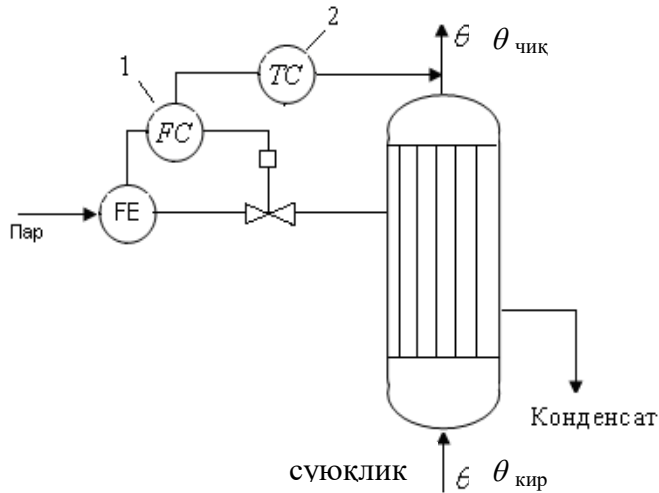 2
θ θ чиқ
1
TC
FC
FE
Пар
Конденсат
суюқлик θ θ кир